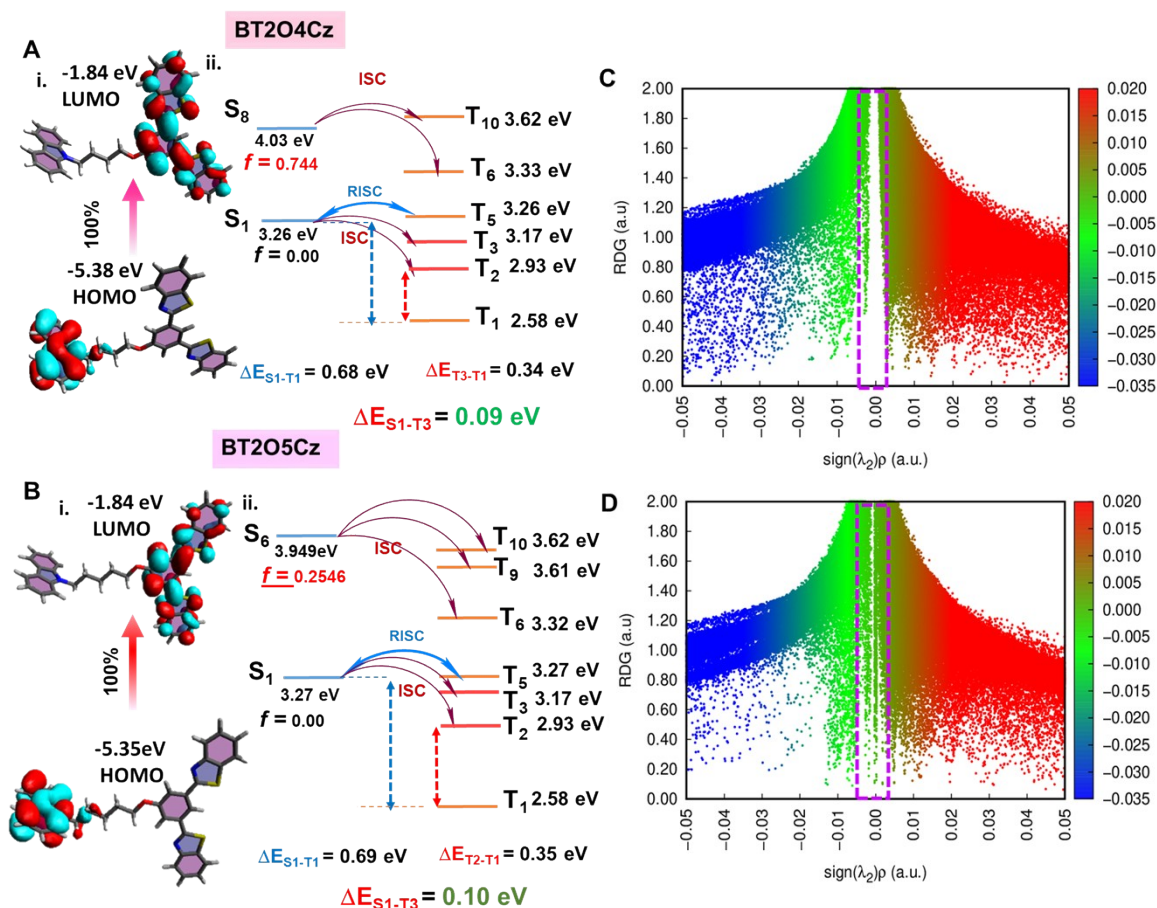 BT2O4Cz
A
i.
-1.84 eV
LUMO
ii.
100%
-5.38 eV
HOMO
ISC
S8
4.03 eV
f = 0.744
T10 3.62 eV
T6 3.33 eV
RISC
S1
3.26 eV
f = 0.00
ISC
T5 3.26 eV
T3 3.17 eV
T2 2.93 eV
T1 2.58 eV
ΔES1-T1 = 0.68 eV
ΔET3-T1 = 0.34 eV
ΔES1-T3 = 0.09 eV
C
RDG (a.u)
2.00
1.80
1.60
1.40
1.20
1.00
0.80
0.60
0.40
0.20
0.00
−0.05
−0.04
−0.03
−0.02
−0.01
0.00
0.01
0.02
0.03
0.04
0.05
sign(λ2)ρ (a.u.)
0.020
0.015
0.010
0.005
0.000
−0.005
−0.010
−0.015
−0.020
−0.025
−0.030
−0.035
BT2O5Cz
B
i.
-1.84 eV
LUMO
ii.
100%
-5.35eV
HOMO
S6
3.949eV
f = 0.2546
ISC
T10 3.62 eV
T9 3.61 eV
T6 3.32 eV
RISC
S1
3.27 eV
f = 0.00
ISC
T5 3.27 eV
T3 3.17 eV
T2 2.93 eV
T1 2.58 eV
ΔES1-T1 = 0.69 eV
ΔET2-T1 = 0.35 eV
ΔES1-T3 = 0.10 eV
D
RDG (a.u)
2.00
1.80
1.60
1.40
1.20
1.00
0.80
0.60
0.40
0.20
0.00
−0.05
−0.04
−0.03
−0.02
−0.01
0.00
0.01
0.02
0.03
0.04
0.05
sign(λ2)ρ (a.u.)
0.020
0.015
0.010
0.005
0.000
−0.005
−0.010
−0.015
−0.020
−0.025
−0.030
−0.035